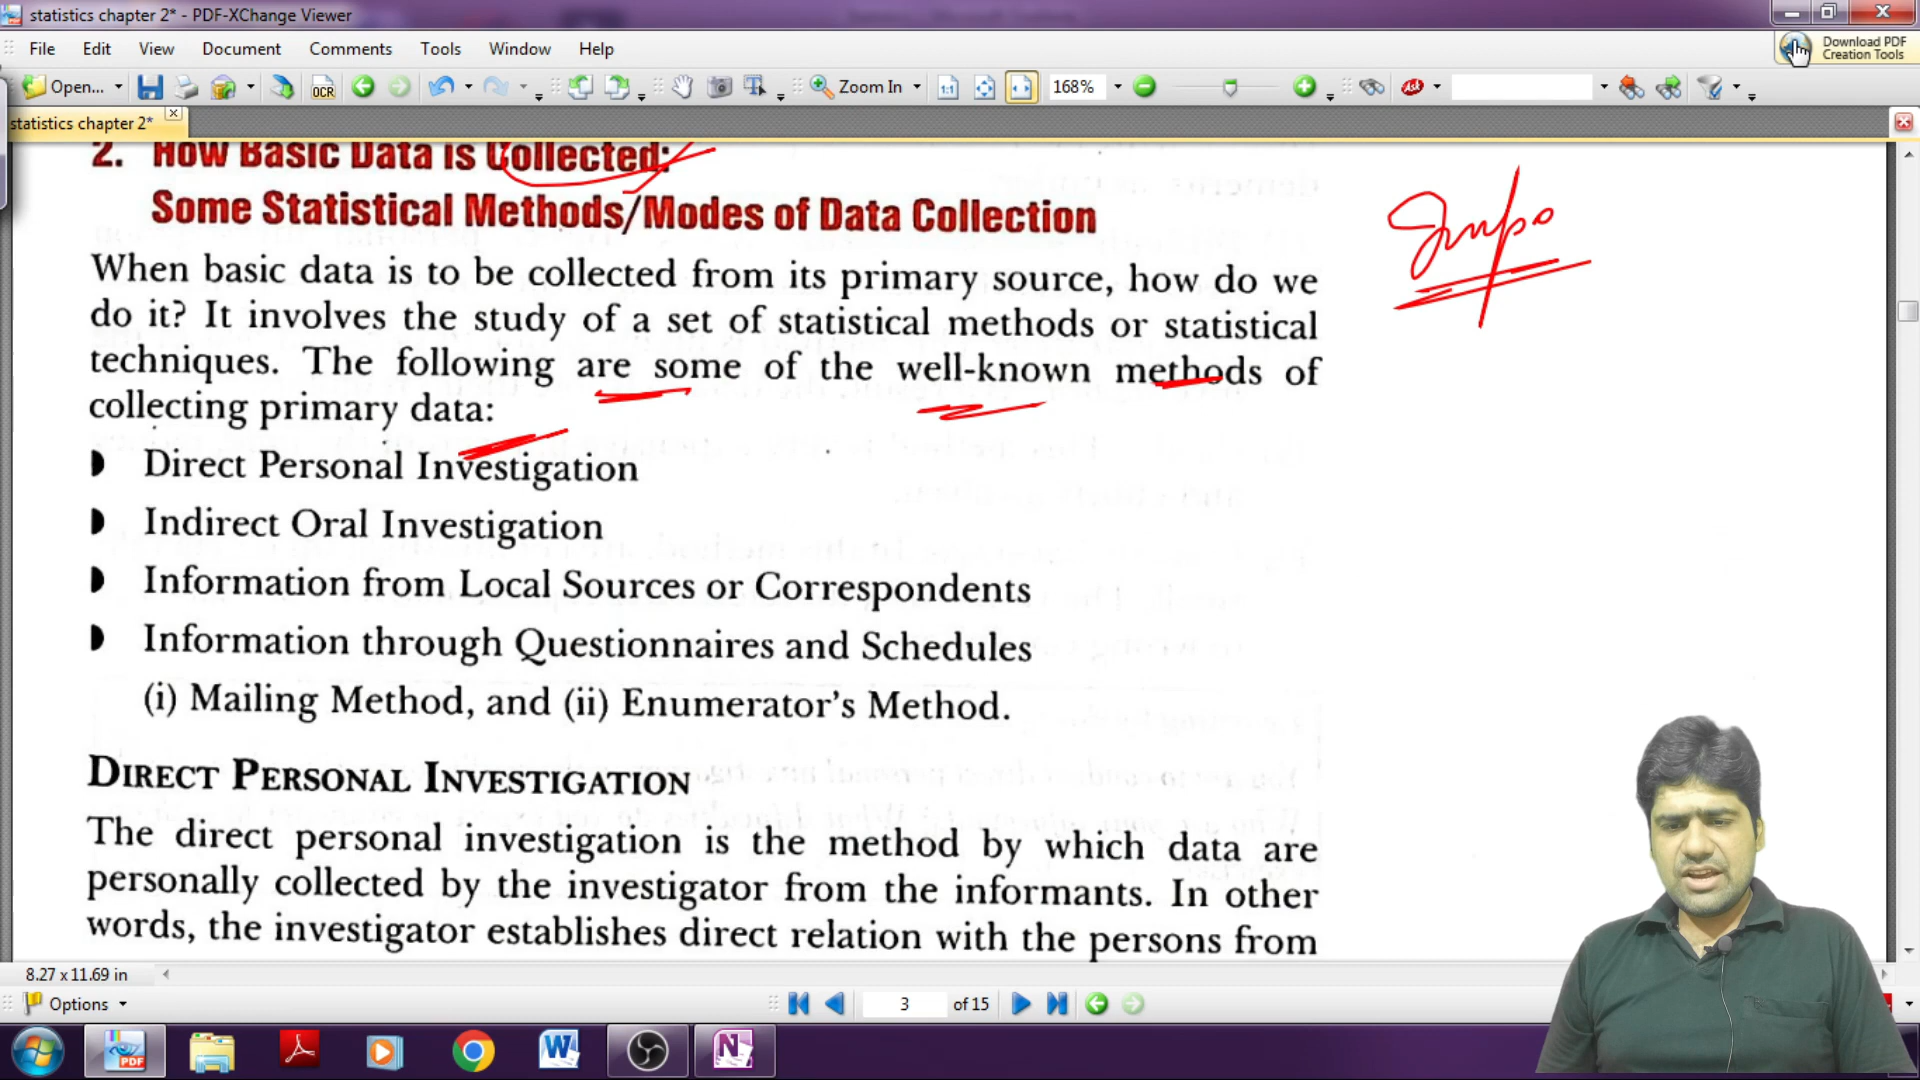 statistics chapter 2* - PDF-XChange Viewer
File Edit View Document Comments Tools Window Help
Download PDF
Creation Tools
Open... OCR Zoom In 168%
statistics chapter 2*
2. How Basic Data is Collected:
Some Statistical Methods/Modes of Data Collection
Impo
When basic data is to be collected from its primary source, how do we
do it? It involves the study of a set of statistical methods or statistical
techniques. The following are some of the well-known methods of
collecting primary data:
Direct Personal Investigation
Indirect Oral Investigation
Information from Local Sources or Correspondents
Information through Questionnaires and Schedules
(i) Mailing Method, and (ii) Enumerator's Method.
DIRECT PERSONAL INVESTIGATION
The direct personal investigation is the method by which data are
personally collected by the investigator from the informants. In other
words, the investigator establishes direct relation with the persons from
8.27 x 11.69 in
Options 3 of 15